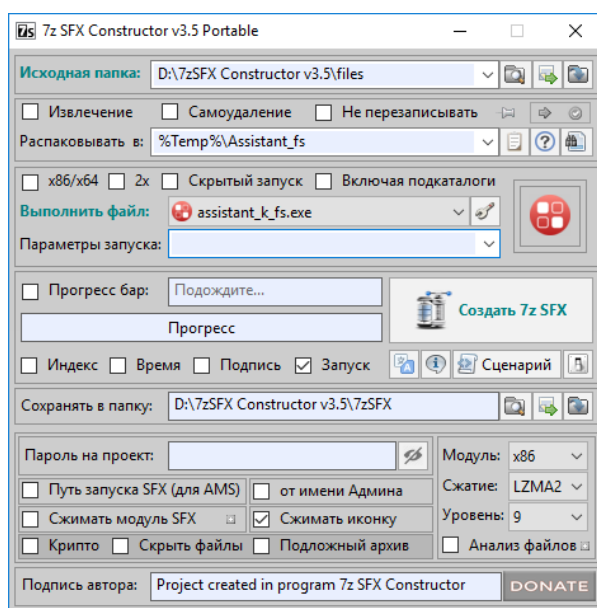 7z SFX Constructor v3.5 Portable
Исходная папка: D:\7zSFX Constructor v3.5\files
Извлечение Самоудаление Не перезаписывать
Распаковывать в: %Temp%\Assistant_fs
x86/x64 2x Скрытый запуск Включая подкаталоги
Выполнить файл: assistant_k_fs.exe
Параметры запуска:
Прогресс бар: Подождите...
Прогресс
Создать 7z SFX
Индекс Время Подпись Запуск Сценарий
Сохранять в папку: D:\7zSFX Constructor v3.5\7zSFX
Пароль на проект: Модуль: x86
Путь запуска SFX (для AMS) от имени Админа Сжатие: LZMA2
Сжимать модуль SFX Сжимать иконку Уровень: 9
Крипто Скрыть файлы Подложный архив Анализ файлов
Подпись автора: Project created in program 7z SFX Constructor DONATE